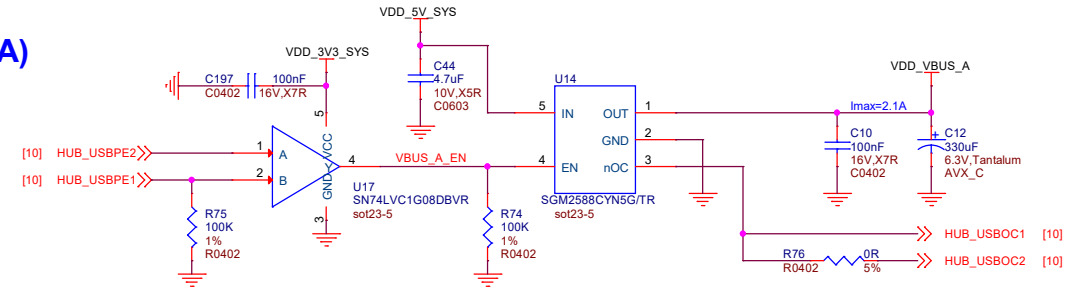 A)
VDD_5V_SYS
VDD_3V3_SYS
C197
100nF
C0402
16V,X7R
C44
4.7uF
10V,X5R
C0603
U14
VDD_VBUS_A
5
IN
OUT
1
Imax=2.1A
GND
2
4
EN
nOC
3
SGM2588CYN5G/TR
sot23-5
C10
100nF
16V,X7R
C0402
+
C12
330uF
6.3V,Tantalum
AVX_C
[10] HUB_USBPE2
1
A
[10] HUB_USBPE1
2
B
5
VCC
Y
GND
3
4
VBUS_A_EN
U17
SN74LVC1G08DBVR
sot23-5
R75
100K
1%
R0402
R74
100K
1%
R0402
HUB_USBOC1 [10]
R76
0R
R0402
5%
HUB_USBOC2 [10]